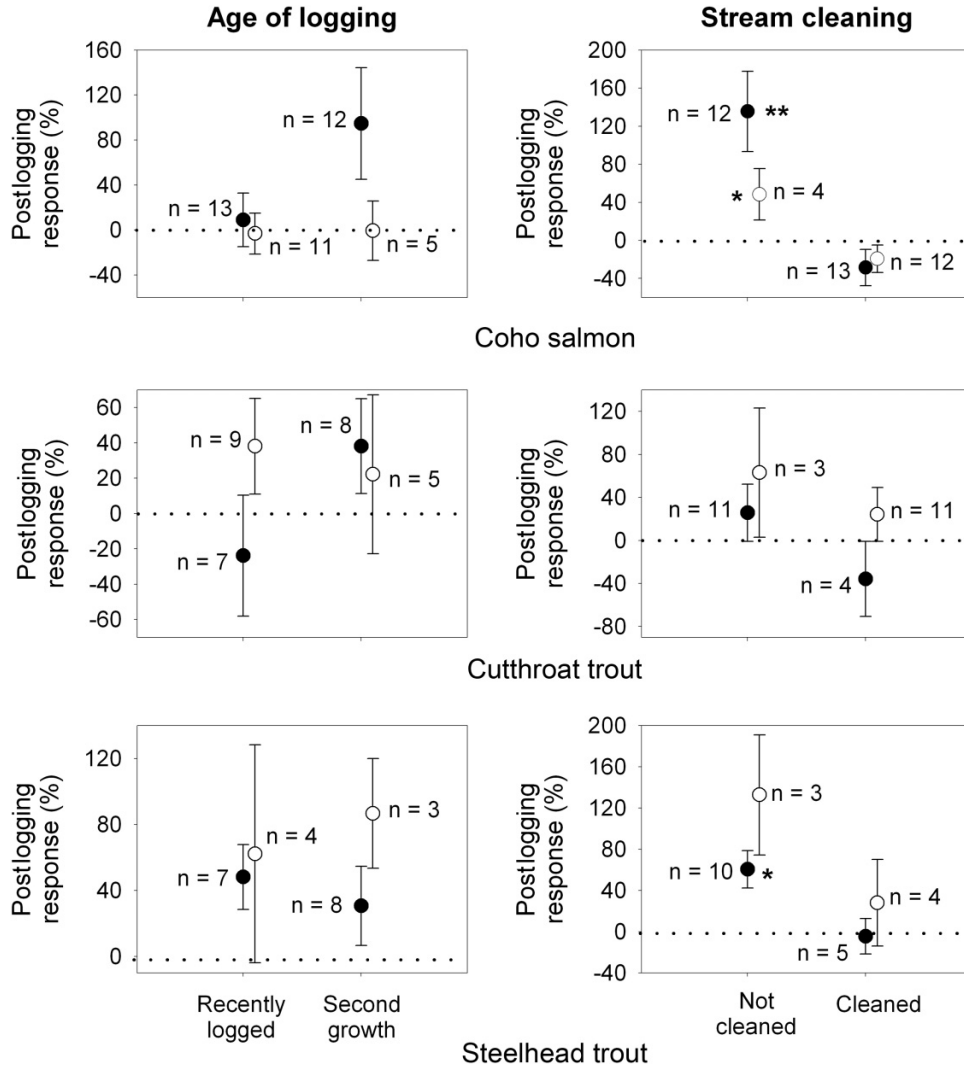 Age of logging
Stream cleaning
Postlogging
response (%)
160
120
80
40
0
-40
n = 13
n = 11
n = 12
n = 5
Postlogging
response (%)
200
160
120
80
40
0
-40
-80
n = 12 **
* n = 4
n = 13
n = 12
Coho salmon
Postlogging
response (%)
60
40
20
0
-20
-40
-60
n = 9
n = 7
n = 8
n = 5
Postlogging
response (%)
120
80
40
0
-40
-80
n = 3
n = 11
n = 11
n = 4
Cutthroat trout
Postlogging
response (%)
120
80
40
0
n = 4
n = 7
n = 3
n = 8
Recently
logged
Second
growth
Postlogging
response (%)
200
160
120
80
40
0
-40
n = 3
n = 10 *
n = 4
n = 5
Not
cleaned
Cleaned
Steelhead trout